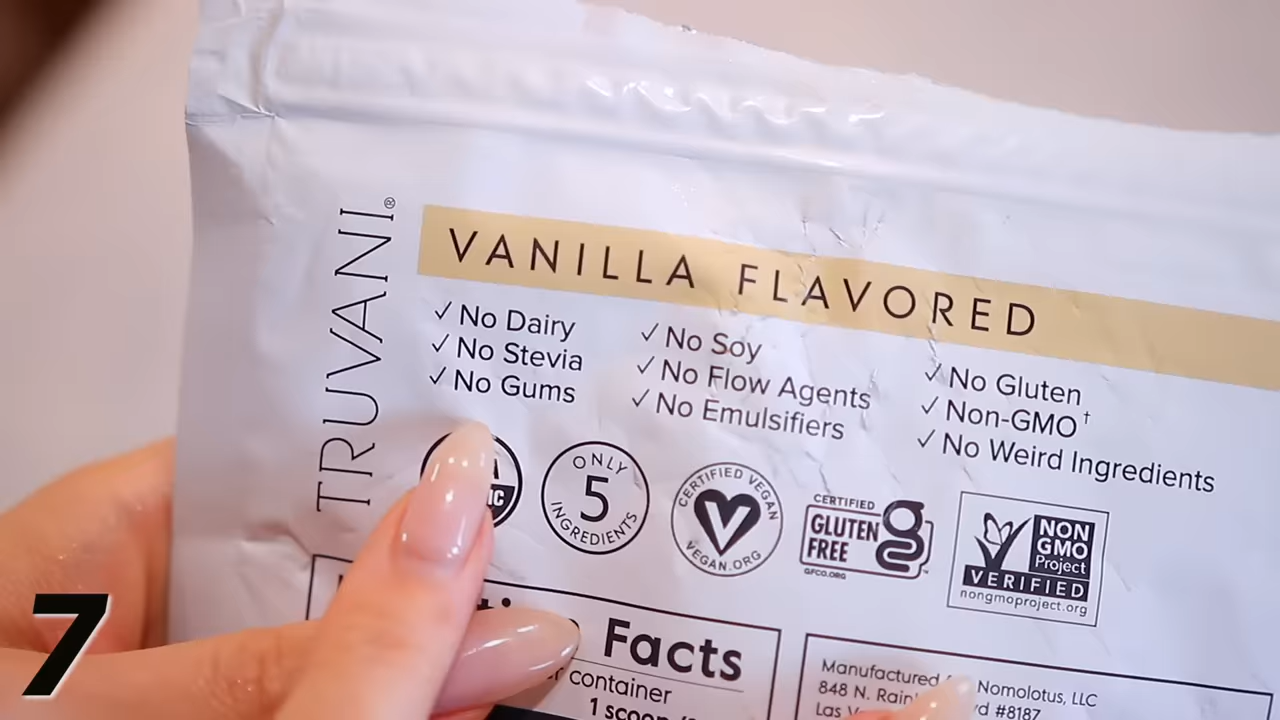 TRUVANI®
VANILLA FLAVORED
✓ No Dairy
✓ No Stevia
✓ No Gums
✓ No Soy
✓ No Flow Agents
✓ No Emulsifiers
✓ No Gluten
✓ Non-GMO†
✓ No Weird Ingredients
ONLY
5
INGREDIENTS
CERTIFIED VEGAN
VEGAN.ORG
CERTIFIED
GLUTEN
FREE
GFCO.ORG
NON
GMO
Project
VERIFIED
nongmoproject.org
Facts
container
1 scoop
Manufactured Nomolotus, LLC
848 N. #8187
Las
7